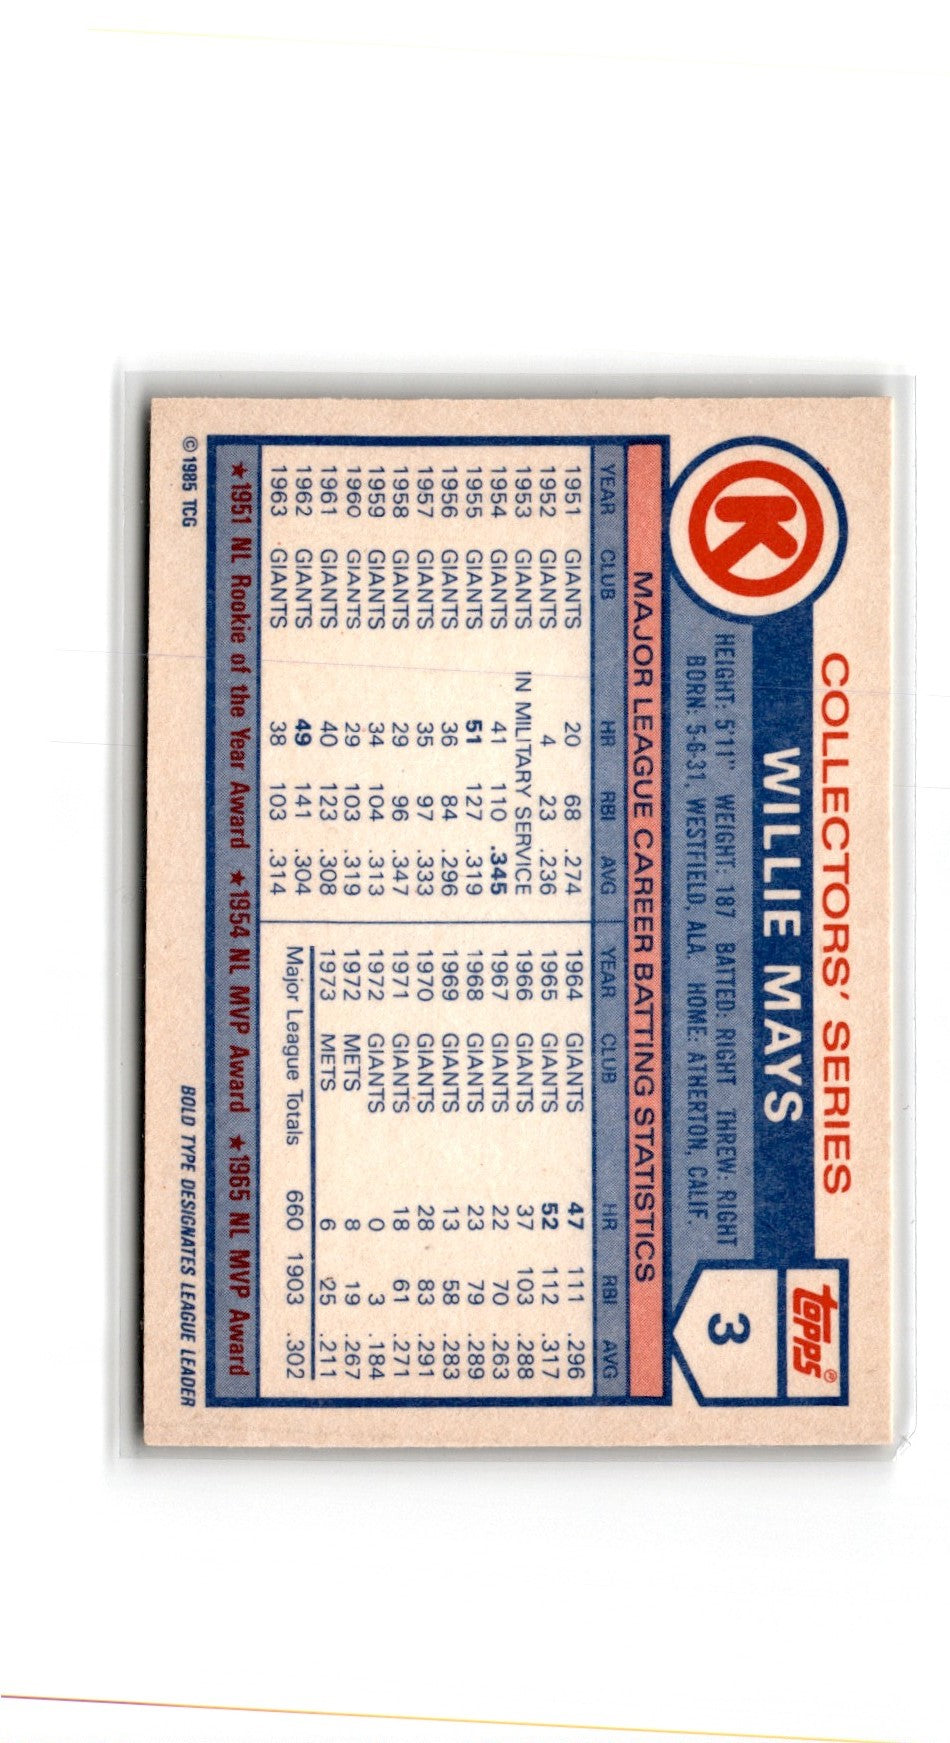 COLLECTORS' SERIES
K
WILLIE MAYS
topps®
3
HEIGHT: 5'11" WEIGHT: 187 BATTED: RIGHT THREW: RIGHT
BORN: 5-6-31, WESTFIELD, ALA. HOME: ATHERTON, CALIF.
MAJOR LEAGUE CAREER BATTING STATISTICS
YEAR CLUB HR RBI AVG
1951 GIANTS 20 68 .274
1952 GIANTS 4 23 .236
1953 GIANTS IN MILITARY SERVICE
1954 GIANTS 41 110 .345
1955 GIANTS 51 127 .319
1956 GIANTS 36 84 .296
1957 GIANTS 35 97 .333
1958 GIANTS 29 96 .347
1959 GIANTS 34 104 .313
1960 GIANTS 29 103 .319
1961 GIANTS 40 123 .308
1962 GIANTS 49 141 .304
1963 GIANTS 38 103 .314
YEAR CLUB HR RBI AVG
1964 GIANTS 47 111 .296
1965 GIANTS 52 112 .317
1966 GIANTS 37 103 .288
1967 GIANTS 22 70 .263
1968 GIANTS 23 79 .289
1969 GIANTS 13 58 .283
1970 GIANTS 28 83 .291
1971 GIANTS 18 61 .271
1972 GIANTS 0 3 .184
1972 METS 8 19 .267
1973 METS 6 25 .211
Major League Totals 660 1903 .302
★1951 NL Rookie of the Year Award ★1954 NL MVP Award ★1965 NL MVP Award
© 1985 TCG BOLD TYPE DESIGNATES LEAGUE LEADER